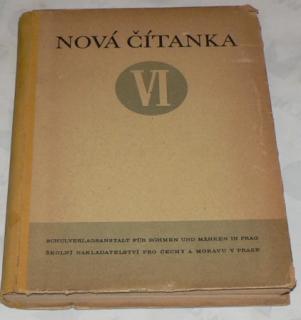 NOVÁ ČÍTANKA
VI
SCHULVERLAGSANSTALT FÜR BÖHMEN UND MÄHREN IN PRAG
ŠKOLNÍ NAKLADATELSTVÍ PRO ČECHY A MORAVU V PRAZE